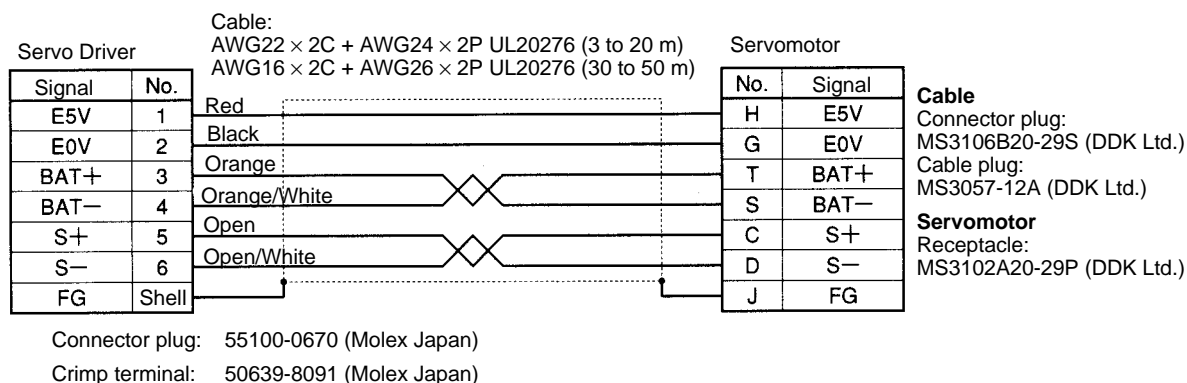 Cable:
AWG22 × 2C + AWG24 × 2P UL20276 (3 to 20 m)
AWG16 × 2C + AWG26 × 2P UL20276 (30 to 50 m)
Servo Driver
Signal No.
E5V 1
E0V 2
BAT+ 3
BAT− 4
S+ 5
S− 6
FG Shell
Red
Black
Orange
Orange/White
Open
Open/White
Servomotor
No. Signal
H E5V
G E0V
T BAT+
S BAT−
C S+
D S−
J FG
Cable
Connector plug:
MS3106B20-29S (DDK Ltd.)
Cable plug:
MS3057-12A (DDK Ltd.)
Servomotor
Receptacle:
MS3102A20-29P (DDK Ltd.)
Connector plug: 55100-0670 (Molex Japan)
Crimp terminal: 50639-8091 (Molex Japan)